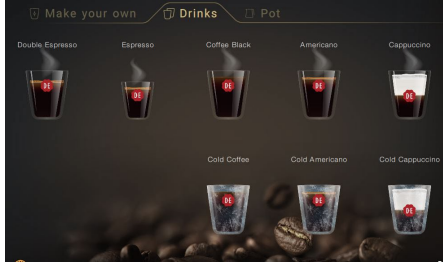 Make your own
Drinks
Pot
Double Espresso
Espresso
Coffee Black
Americano
Cappuccino
DE
DE
DE
DE
DE
Cold Coffee
Cold Americano
Cold Cappuccino
DE
DE
DE